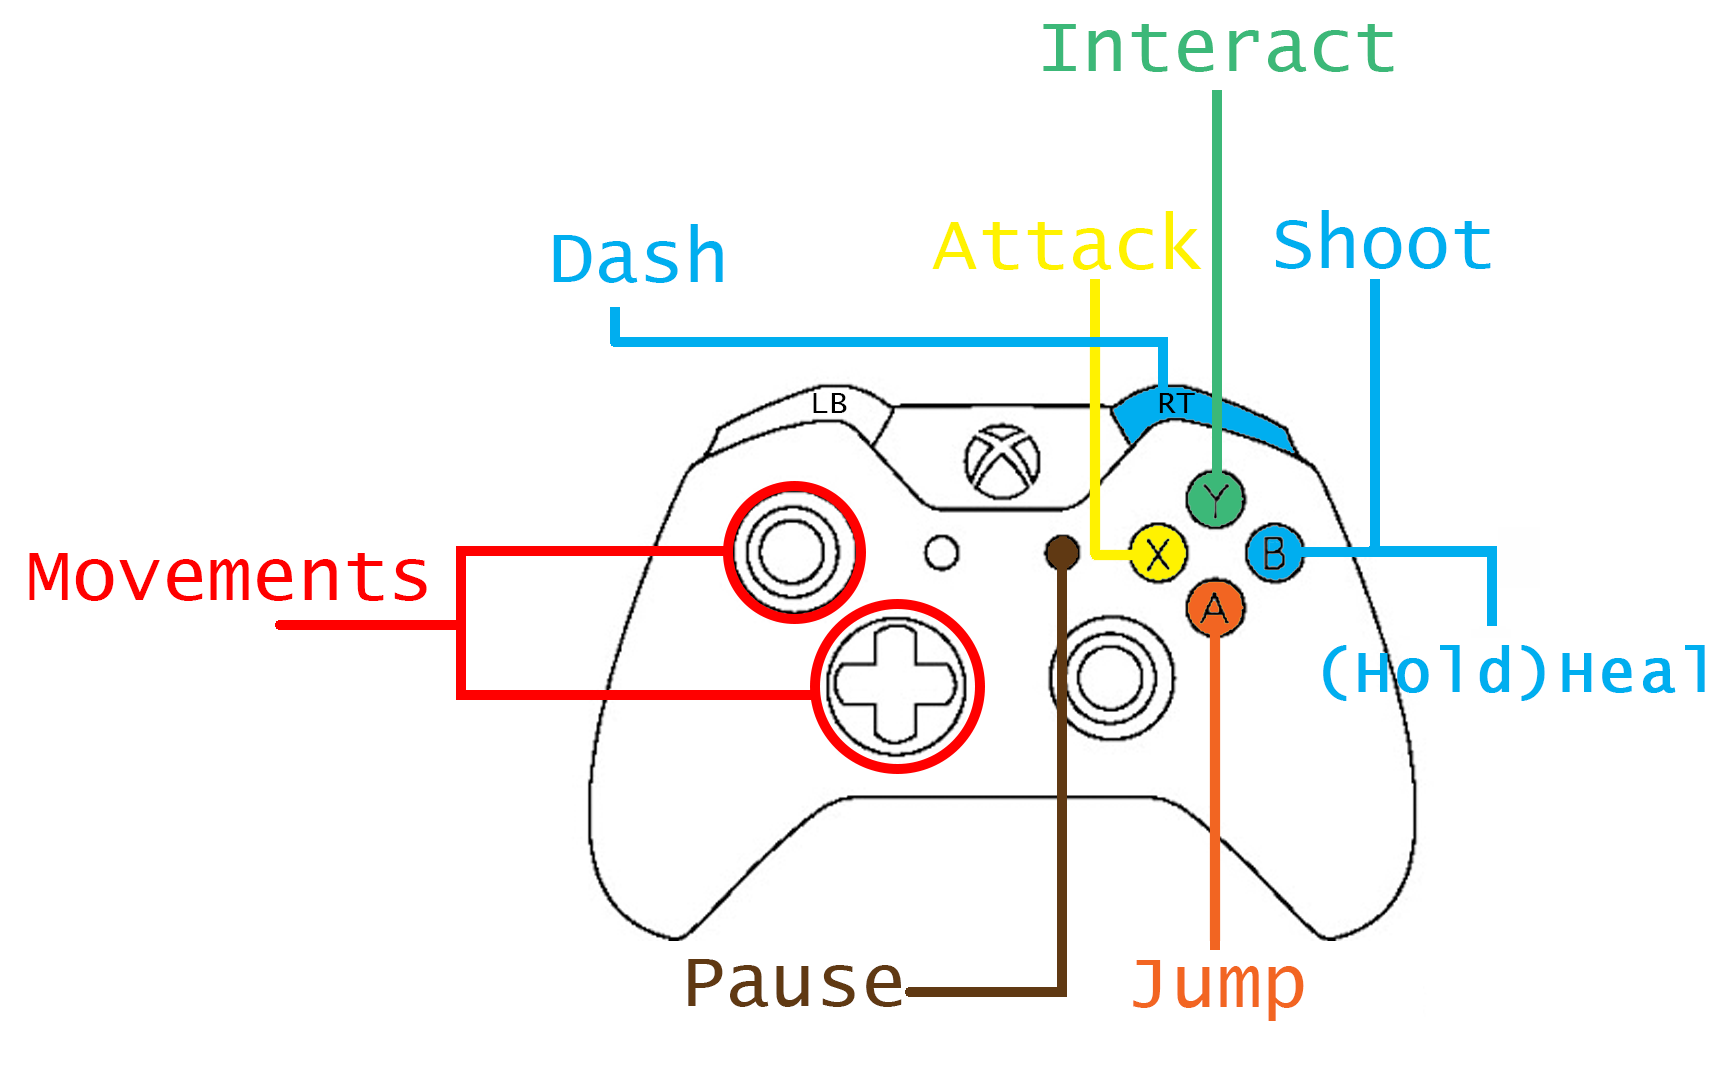 Interact
Dash
Attack
Shoot
LB
RT
Y
Movements
X
B
A
(Hold)Heal
Pause
Jump